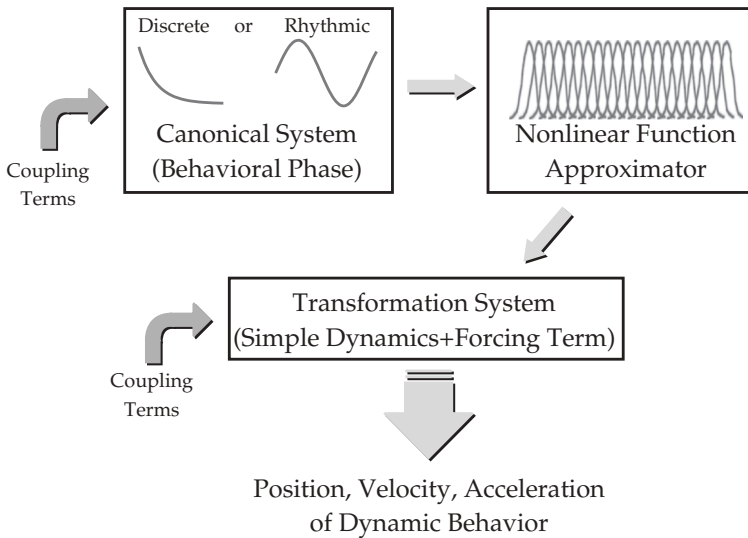 Discrete or Rhythmic
Canonical System
(Behavioral Phase)
Nonlinear Function
Approximator
Coupling
Terms
Transformation System
(Simple Dynamics+Forcing Term)
Coupling
Terms
Position, Velocity, Acceleration
of Dynamic Behavior